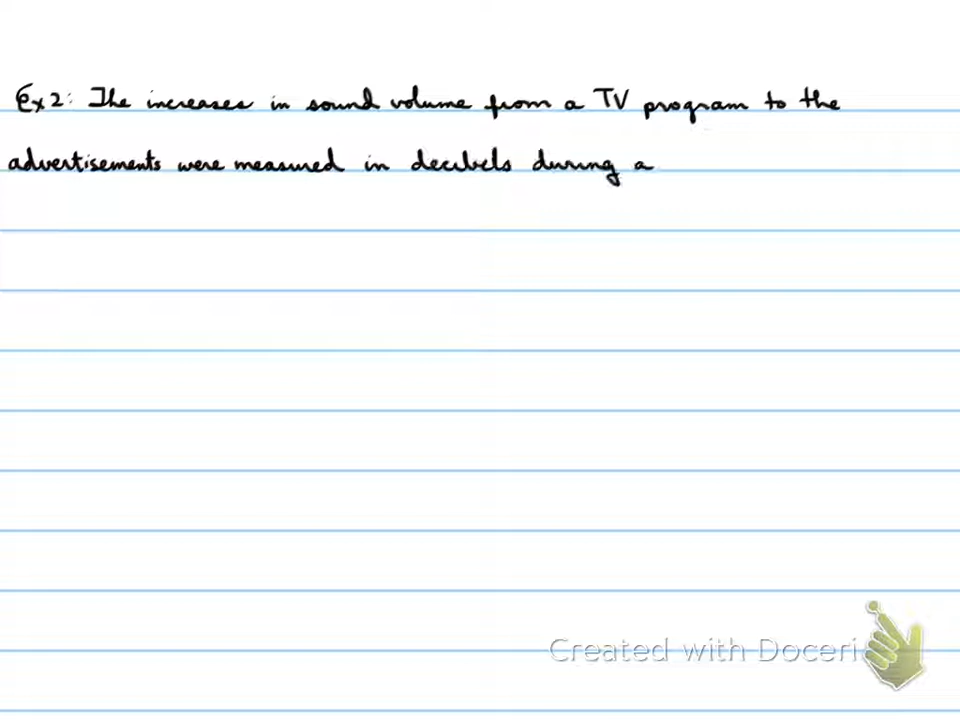 Ex 2: The increases in sound volume from a TV program to the
advertisements were measured in decibels during a
Created with Doceri